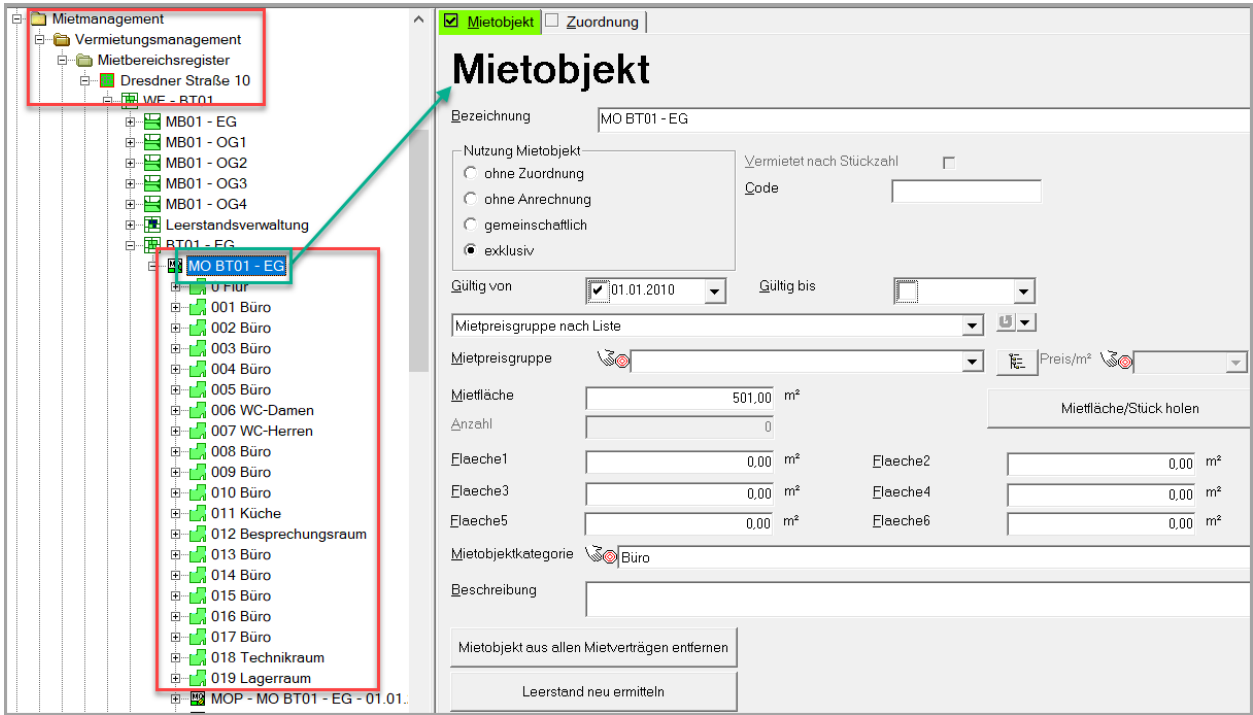 Mietmanagement
Vermietungsmanagement
Mietbereichsregister
Dresdner Straße 10
WE - BT01
MB01 - EG
MB01 - OG1
MB01 - OG2
MB01 - OG3
MB01 - OG4
Leerstandsverwaltung
BT01 - EG
MO BT01 - EG
0 Flur
001 Büro
002 Büro
003 Büro
004 Büro
005 Büro
006 WC-Damen
007 WC-Herren
008 Büro
009 Büro
010 Büro
011 Küche
012 Besprechungsraum
013 Büro
014 Büro
015 Büro
016 Büro
017 Büro
018 Technikraum
019 Lagerraum
MOP - MO BT01 - EG - 01.01..
Mietobjekt Zuordnung
Mietobjekt
Bezeichnung MO BT01 - EG
Nutzung Mietobjekt
ohne Zuordnung
ohne Anrechnung
gemeinschaftlich
exklusiv
Vermietet nach Stückzahl
Code
Gültig von 01.01.2010 Gültig bis
Mietpreisgruppe nach Liste
Mietpreisgruppe Preis/m²
Mietfläche 501,00 m² Mietfläche/Stück holen
Anzahl 0
Flaeche1 0,00 m² Flaeche2 0,00 m²
Flaeche3 0,00 m² Flaeche4 0,00 m²
Flaeche5 0,00 m² Flaeche6 0,00 m²
Mietobjektkategorie Büro
Beschreibung
Mietobjekt aus allen Mietverträgen entfernen
Leerstand neu ermitteln